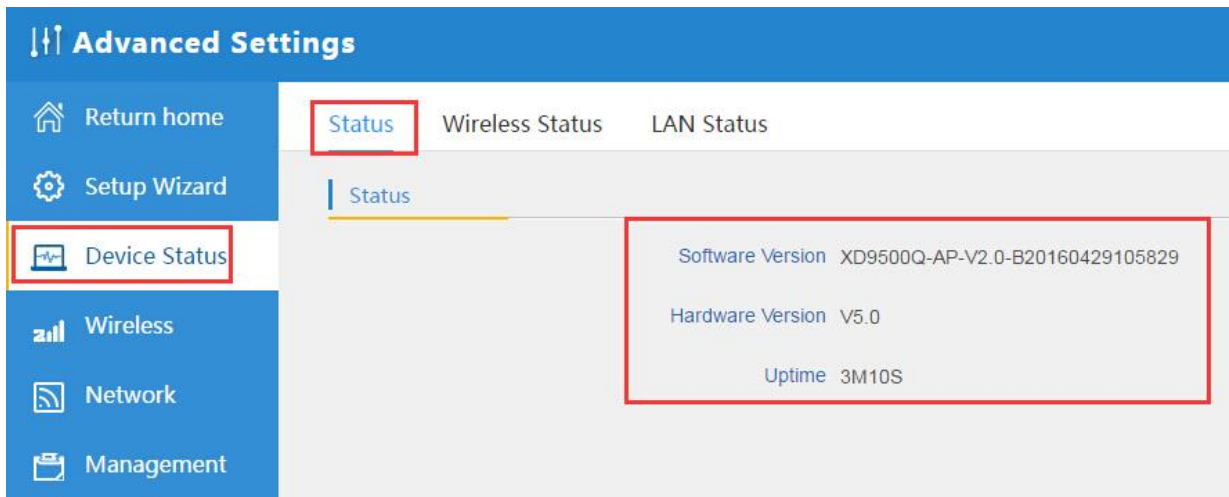 Advanced Settings
Return home
Setup Wizard
Device Status
Wireless
Network
Management
Status Wireless Status LAN Status
Status
Software Version XD9500Q-AP-V2.0-B20160429105829
Hardware Version V5.0
Uptime 3M10S